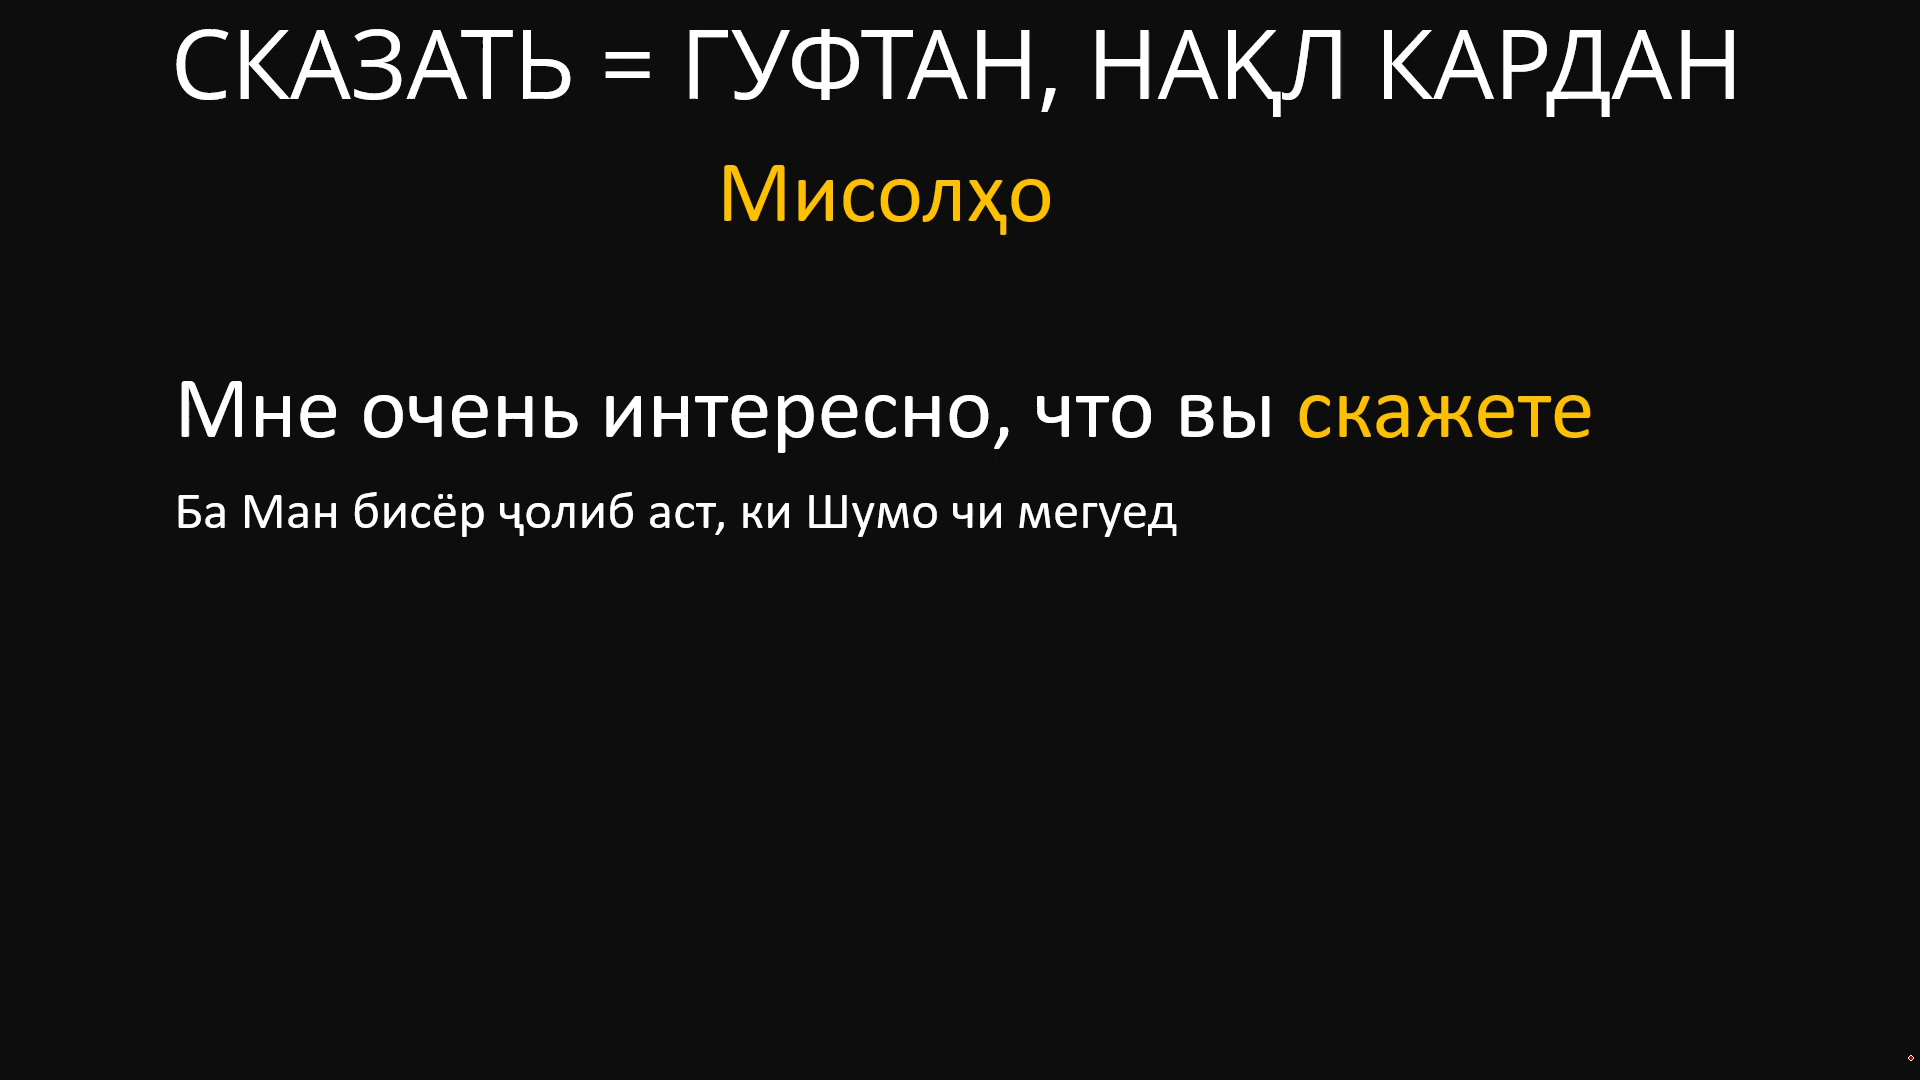 СКАЗАТЬ = ГУФТАН, НАҚЛ КАРДАН
Мисолҳо
Мне очень интересно, что вы скажете
Ба Ман бисёр ҷолиб аст, ки Шумо чи мегуед